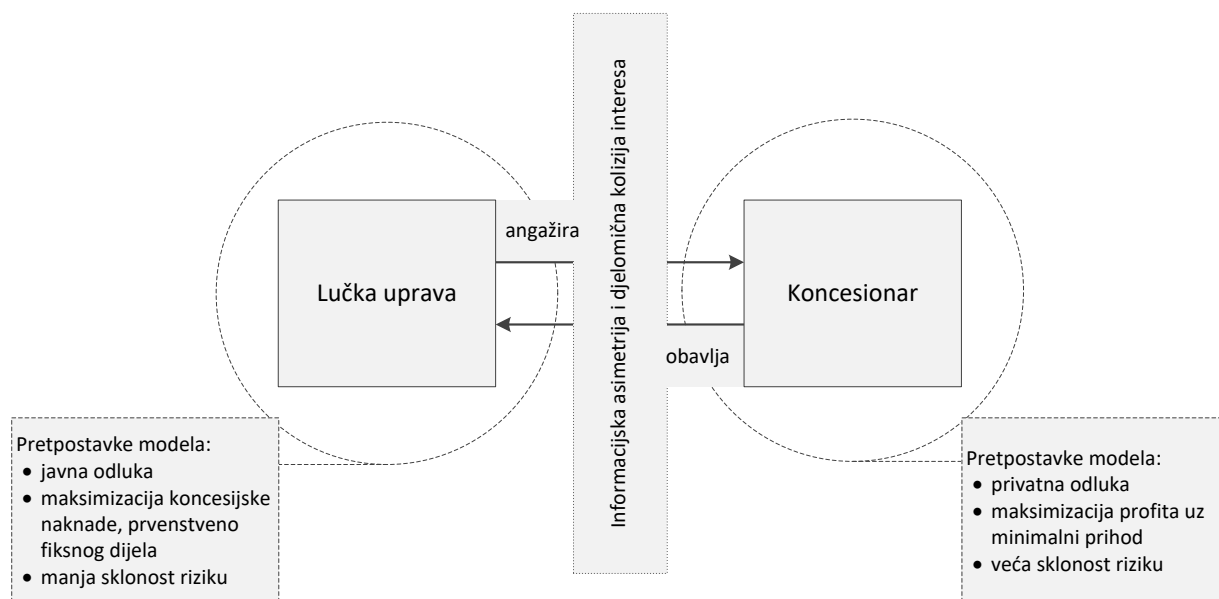 Informacijska asimetrija i djelomična kolizija interesa
angažira
Lučka uprava
Koncesionar
obavlja
Pretpostavke modela:
• javna odluka
• maksimizacija koncesijske
naknade, prvenstveno
fiksnog dijela
• manja sklonost riziku
Pretpostavke modela:
• privatna odluka
• maksimizacija profita uz
minimalni prihod
• veća sklonost riziku